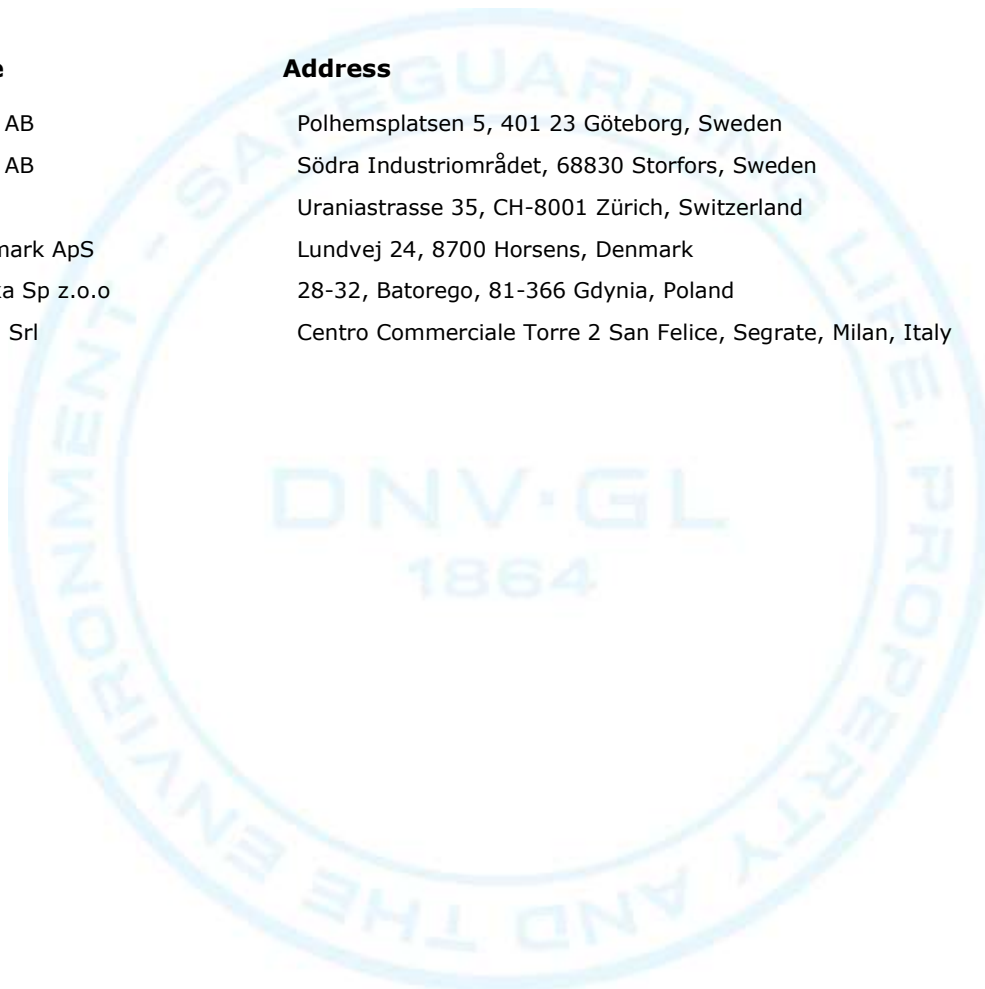 e Address
AB Polhemsplatsen 5, 401 23 Göteborg, Sweden
AB Södra Industriområdet, 68830 Storfors, Sweden
Uraniastrasse 35, CH-8001 Zürich, Switzerland
mark ApS Lundvej 24, 8700 Horsens, Denmark
ka Sp z.o.o 28-32, Batorego, 81-366 Gdynia, Poland
Srl Centro Commerciale Torre 2 San Felice, Segrate, Milan, Italy
SAFEGUARDING LIFE, PROPERTY AND THE ENVIRONMENT -
DNV·GL
1864